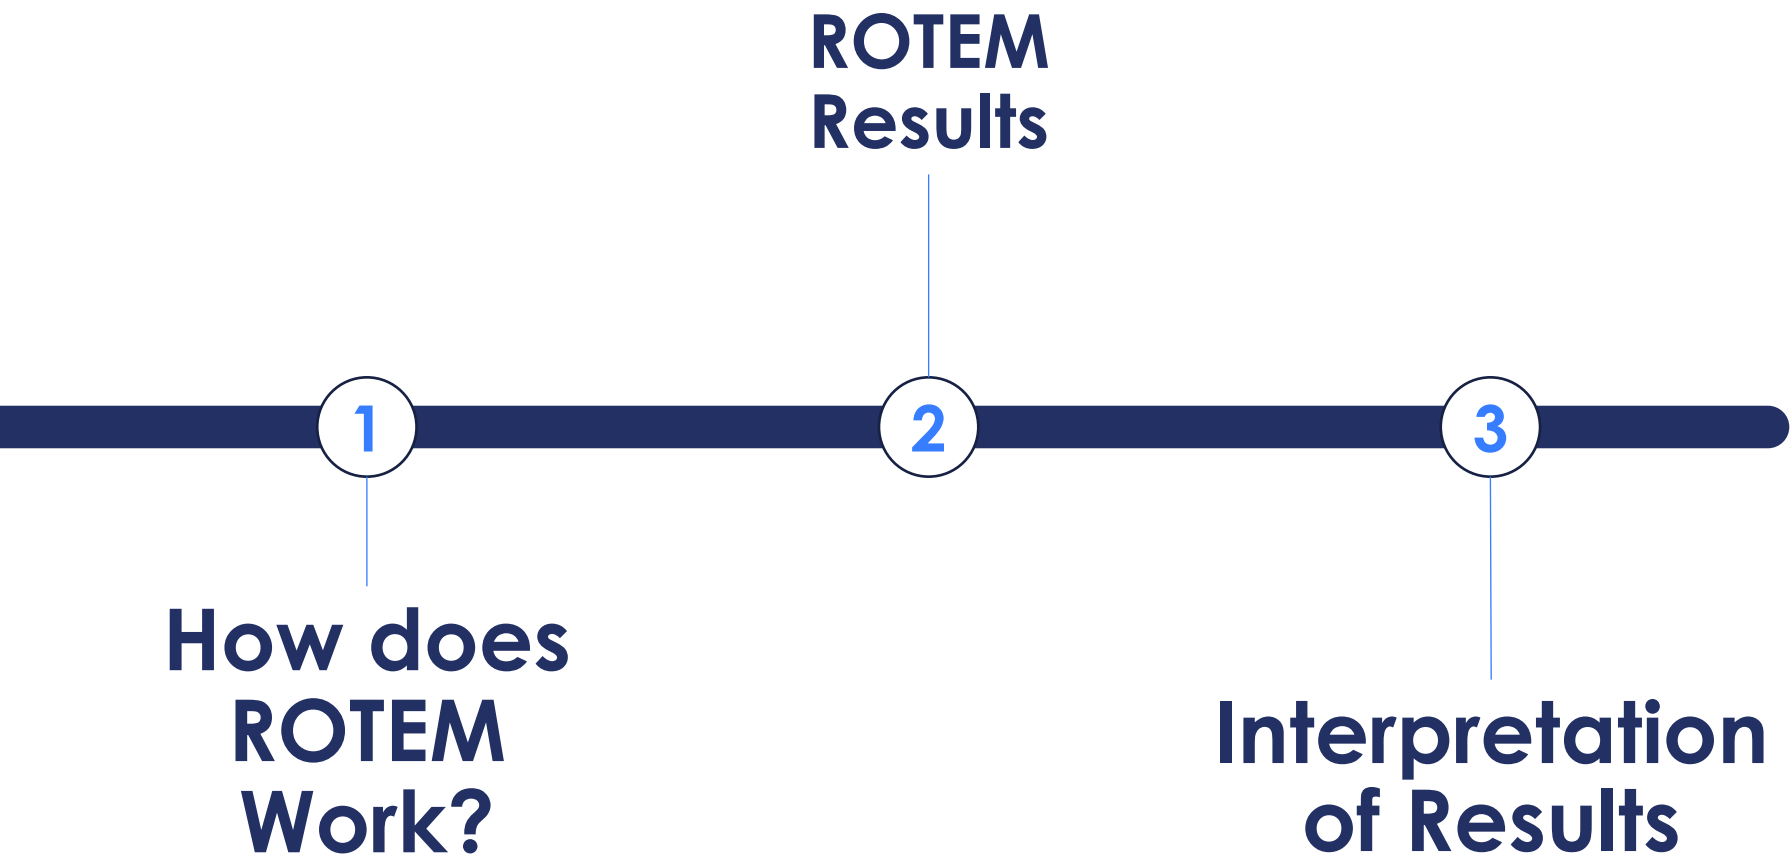 ROTEM
Results
1
2
3
How does
ROTEM
Work?
Interpretation
of Results